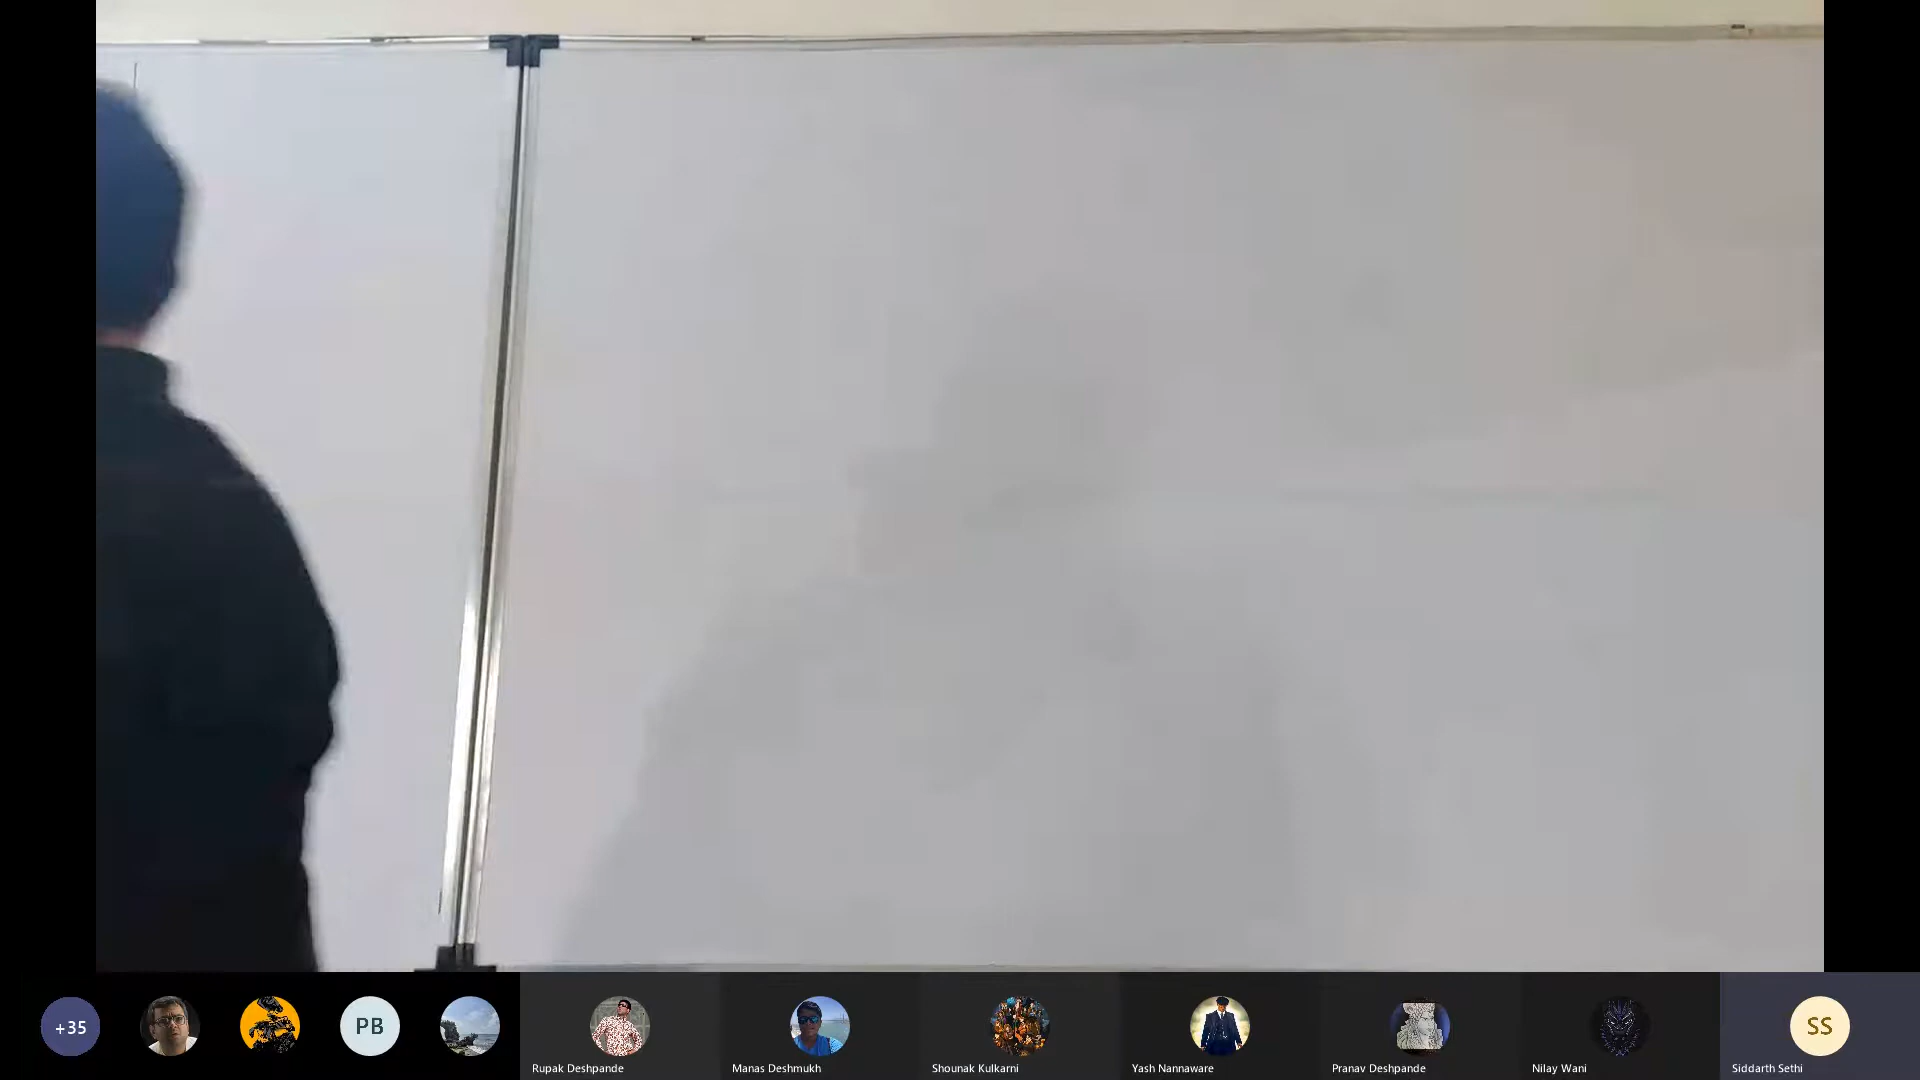 +35
PB
SS
Rupak Deshpande
Manas Deshmukh
Shounak Kulkarni
Yash Nannaware
Pranav Deshpande
Nilay Wani
Siddarth Sethi